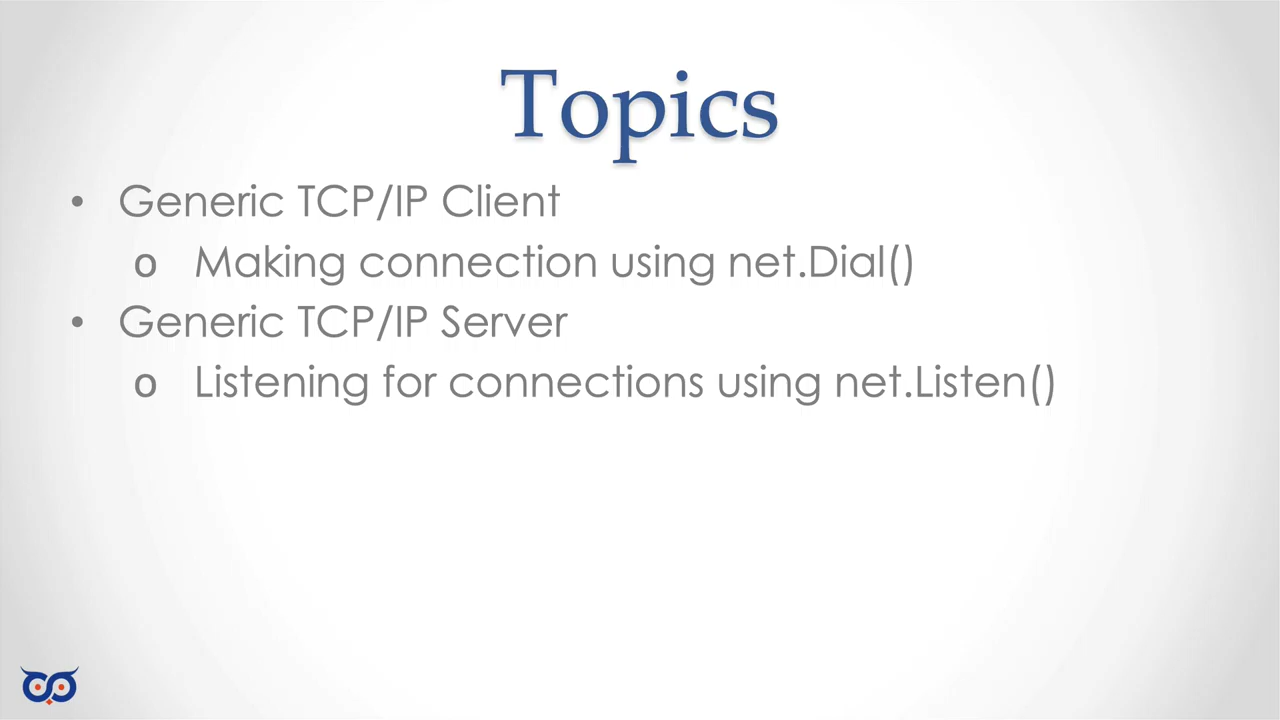 Topics
• Generic TCP/IP Client
o Making connection using net.Dial()
• Generic TCP/IP Server
o Listening for connections using net.Listen()